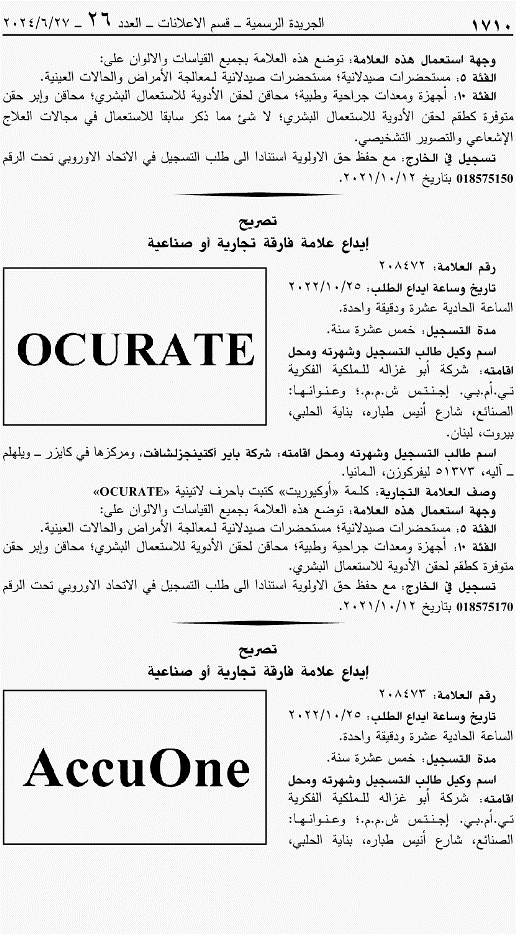 ١٧١٠ الجريدة الرسمية ـ قسم الاعلانات ـ العدد ٢٦ ـ ٢٠٢٤/٦/٢٧
وجهة استعمال هذه العلامة: توضع هذه العلامة بجميع القياسات والالوان على:
الفئة ٥: مستحضرات صيدلانية؛ مستحضرات صيدلانية لـمعالجة الأمراض والحالات العينية.
الفئة ١٠: أجهزة ومعدات جراحية وطبية؛ محاقن لحقن الأدوية للاستعمال البشري؛ محاقن وإبر حقن
متوفرة كطقم لحقن الأدوية للاستعمال البشري؛ لا شئ مما ذكر سابقا للاستعمال في مجالات العلاج
الإشعاعي والتصوير التشخيصي.
تسجيل في الخارج: مع حفظ حق الاولوية استنادا الى طلب التسجيل في الاتحاد الاوروبي تحت الرقم
018575150 بتاريخ ٢٠٢١/١٠/١٢.
تصريح
إيداع علامة فارقة تجارية أو صناعية
رقم العلامة: ٢٠٨٤٧٢
تاريخ وساعة ايداع الطلب: ٢٠٢٢/١٠/٢٥
الساعة الحادية عشرة ودقيقة واحدة.
مدة التسجيل: خمس عشرة سنة.
اسم وكيل طالب التسجيل وشهرته ومحل
اقامته: شركة أبو غزاله للـملكية الفكرية
تي.أم.بي. إجنتس ش.م.م.؛ وعنوانها:
الصنائع، شارع أنيس طباره، بناية الحلبي،
بيروت، لبنان.
OCURATE
اسم طالب التسجيل وشهرته ومحل اقامته: شركة باير أكتينجزلشافت، ومركزها في كايزر ـ ويلهلم
ـ آليه، ٥١٣٧٣ ليفركوزن، الـمانيا.
وصف العلامة التجارية: كلـمة «أوكيوريت» كتبت باحرف لاتينية «OCURATE»
وجهة استعمال هذه العلامة: توضع هذه العلامة بجميع القياسات والالوان على:
الفئة ٥: مستحضرات صيدلانية؛ مستحضرات صيدلانية لـمعالجة الأمراض والحالات العينية.
الفئة ١٠: أجهزة ومعدات جراحية وطبية؛ محاقن لحقن الأدوية للاستعمال البشري؛ محاقن وإبر حقن
متوفرة كطقم لحقن الأدوية للاستعمال البشري.
تسجيل في الخارج: مع حفظ حق الاولوية استنادا الى طلب التسجيل في الاتحاد الاوروبي تحت الرقم
018575170 بتاريخ ٢٠٢١/١٠/١٢.
تصريح
إيداع علامة فارقة تجارية أو صناعية
رقم العلامة: ٢٠٨٤٧٣
تاريخ وساعة ايداع الطلب: ٢٠٢٢/١٠/٢٥
الساعة الحادية عشرة ودقيقة واحدة.
مدة التسجيل: خمس عشرة سنة.
اسم وكيل طالب التسجيل وشهرته ومحل
اقامته: شركة أبو غزاله للـملكية الفكرية
تي.أم.بي. إجنتس ش.م.م.؛ وعنوانها:
الصنائع، شارع أنيس طباره، بناية الحلبي،
AccuOne